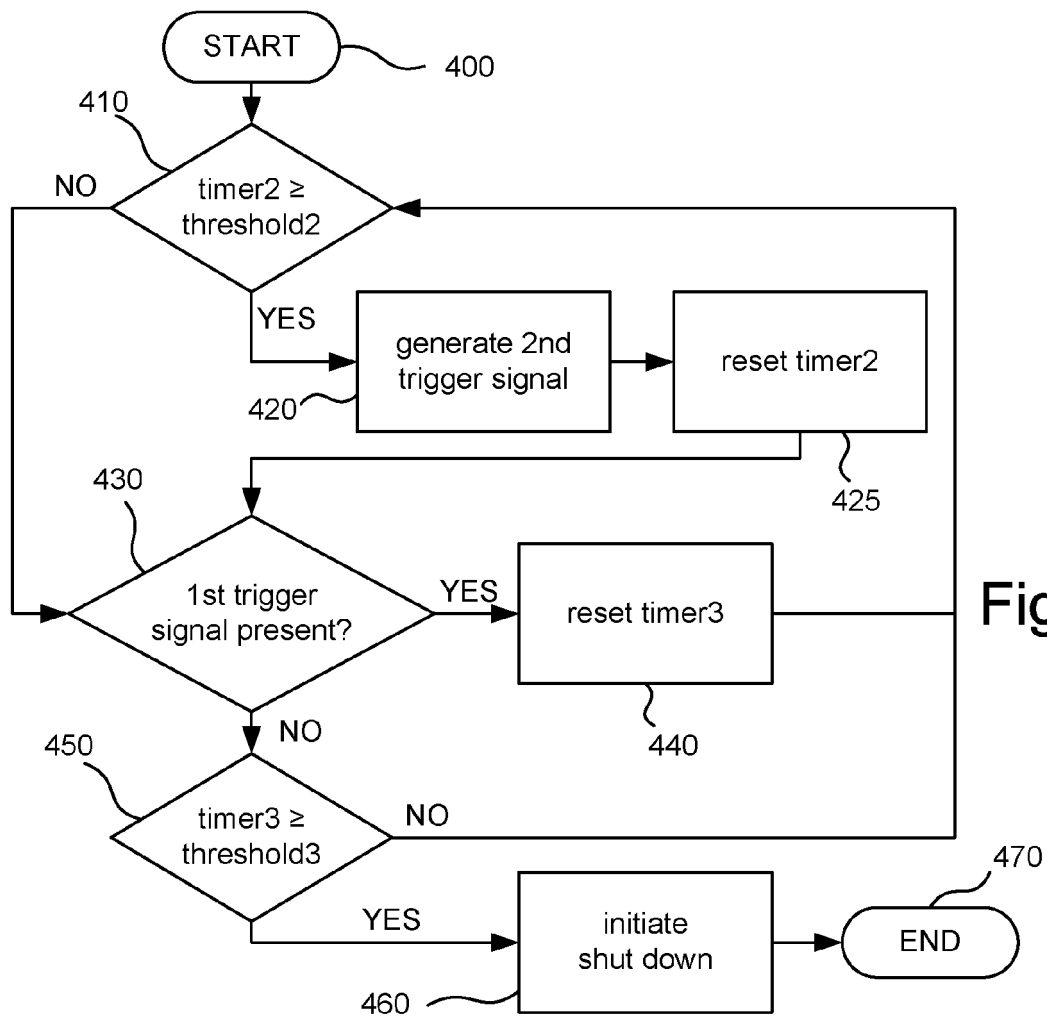 START
400
410
NO
timer2 ≥
threshold2
YES
generate 2nd
trigger signal
reset timer2
420
425
430
1st trigger
signal present?
YES
reset timer3
Fig
440
NO
450
timer3 ≥
threshold3
NO
YES
initiate
shut down
460
470
END